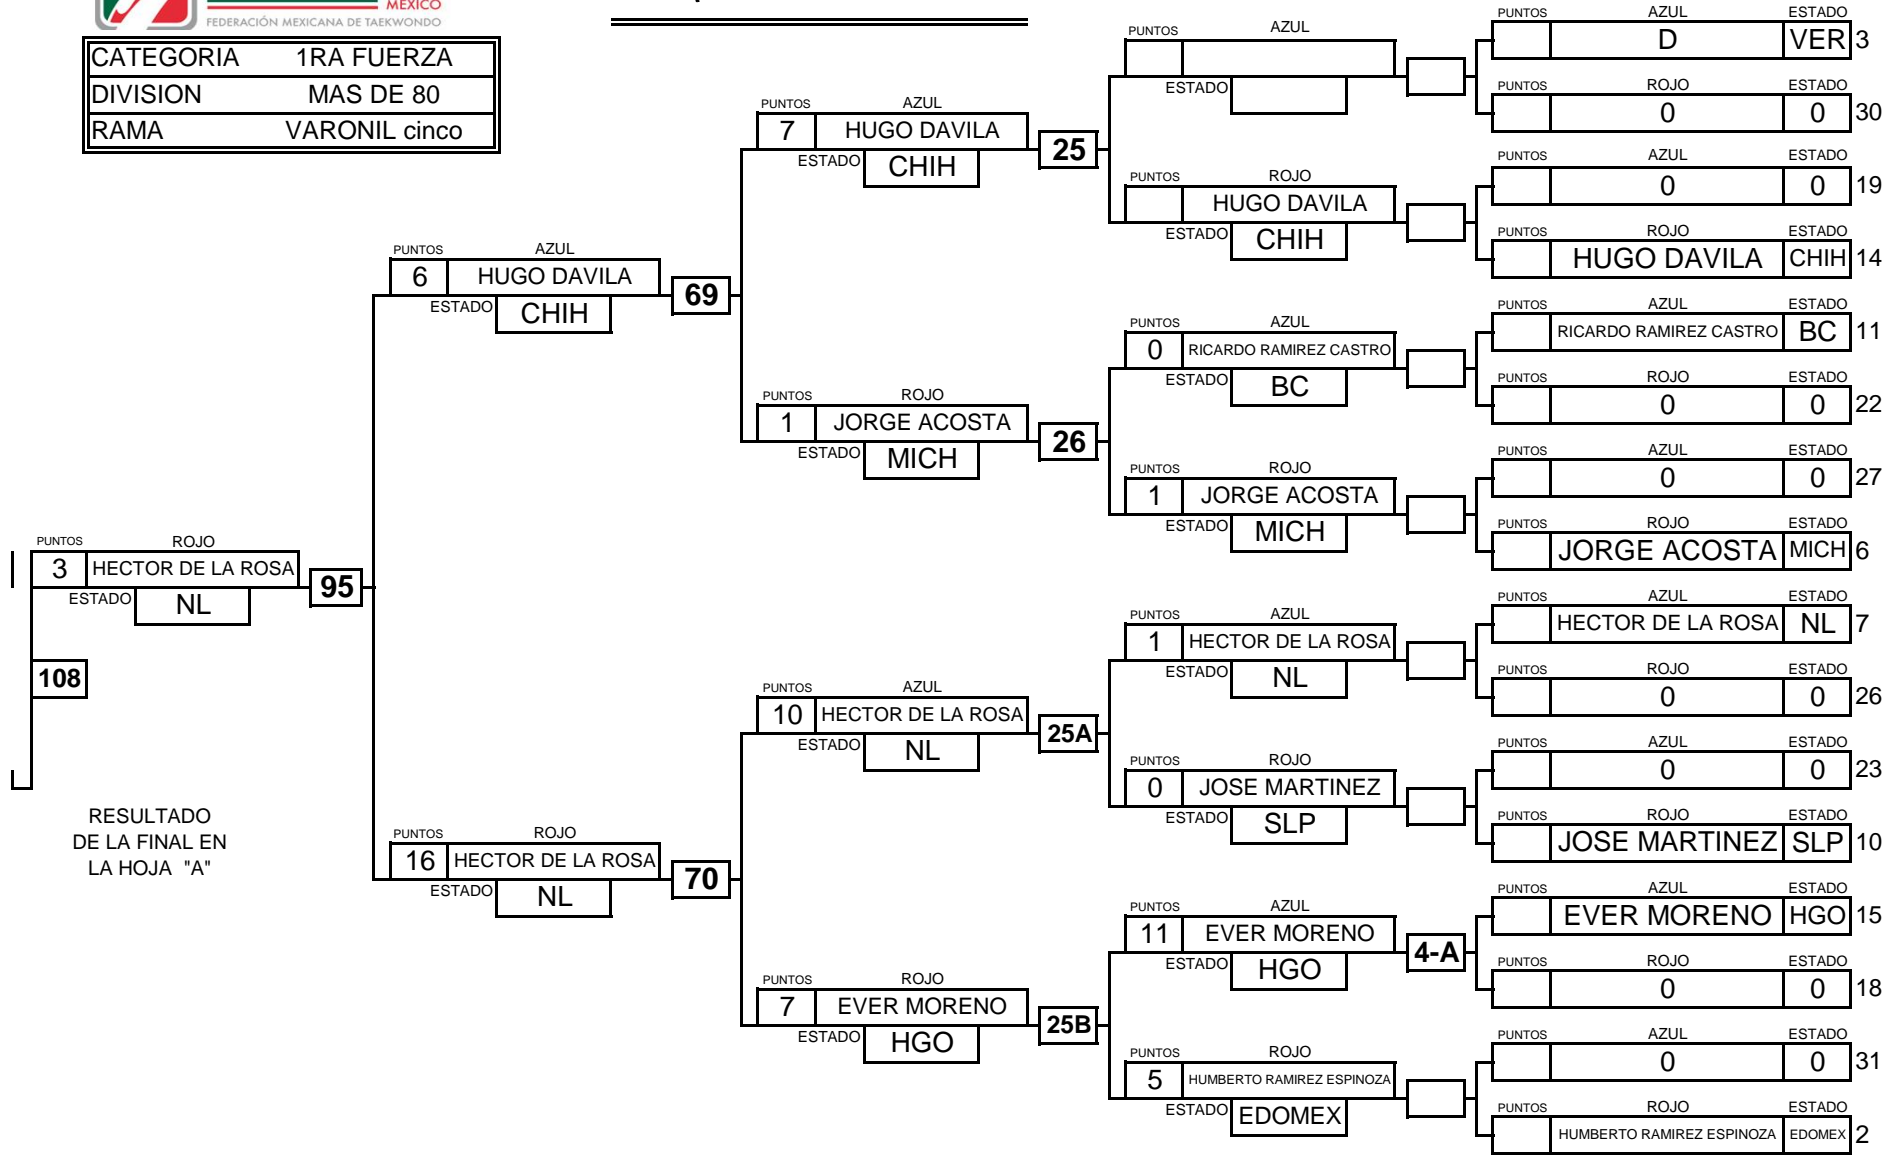 MEXICO
FEDERACIÓN MEXICANA DE TAEKWONDO
CATEGORIA 1RA FUERZA
DIVISION MAS DE 80
RAMA VARONIL cinco
PUNTOS ROJO
3 HECTOR DE LA ROSA
ESTADO NL
95
108
RESULTADO
DE LA FINAL EN
LA HOJA "A"
PUNTOS AZUL
6 HUGO DAVILA
ESTADO CHIH
69
PUNTOS ROJO
16 HECTOR DE LA ROSA
ESTADO NL
70
PUNTOS AZUL
7 HUGO DAVILA
ESTADO CHIH
25
PUNTOS ROJO
1 JORGE ACOSTA
ESTADO MICH
26
PUNTOS AZUL
10 HECTOR DE LA ROSA
ESTADO NL
25A
PUNTOS ROJO
7 EVER MORENO
ESTADO HGO
25B
PUNTOS AZUL
ESTADO
PUNTOS ROJO
HUGO DAVILA
ESTADO CHIH
PUNTOS AZUL
0 RICARDO RAMIREZ CASTRO
ESTADO BC
PUNTOS ROJO
1 JORGE ACOSTA
ESTADO MICH
PUNTOS AZUL
1 HECTOR DE LA ROSA
ESTADO NL
PUNTOS ROJO
0 JOSE MARTINEZ
ESTADO SLP
PUNTOS AZUL
11 EVER MORENO
ESTADO HGO
4-A
PUNTOS ROJO
5 HUMBERTO RAMIREZ ESPINOZA
ESTADO EDOMEX
PUNTOS AZUL ESTADO
D VER 3
PUNTOS ROJO ESTADO
0 0 30
PUNTOS AZUL ESTADO
0 0 19
PUNTOS ROJO ESTADO
HUGO DAVILA CHIH 14
PUNTOS AZUL ESTADO
RICARDO RAMIREZ CASTRO BC 11
PUNTOS ROJO ESTADO
0 0 22
PUNTOS AZUL ESTADO
0 0 27
PUNTOS ROJO ESTADO
JORGE ACOSTA MICH 6
PUNTOS AZUL ESTADO
HECTOR DE LA ROSA NL 7
PUNTOS ROJO ESTADO
0 0 26
PUNTOS AZUL ESTADO
0 0 23
PUNTOS ROJO ESTADO
JOSE MARTINEZ SLP 10
PUNTOS AZUL ESTADO
EVER MORENO HGO 15
PUNTOS ROJO ESTADO
0 0 18
PUNTOS AZUL ESTADO
0 0 31
PUNTOS ROJO ESTADO
HUMBERTO RAMIREZ ESPINOZA EDOMEX 2